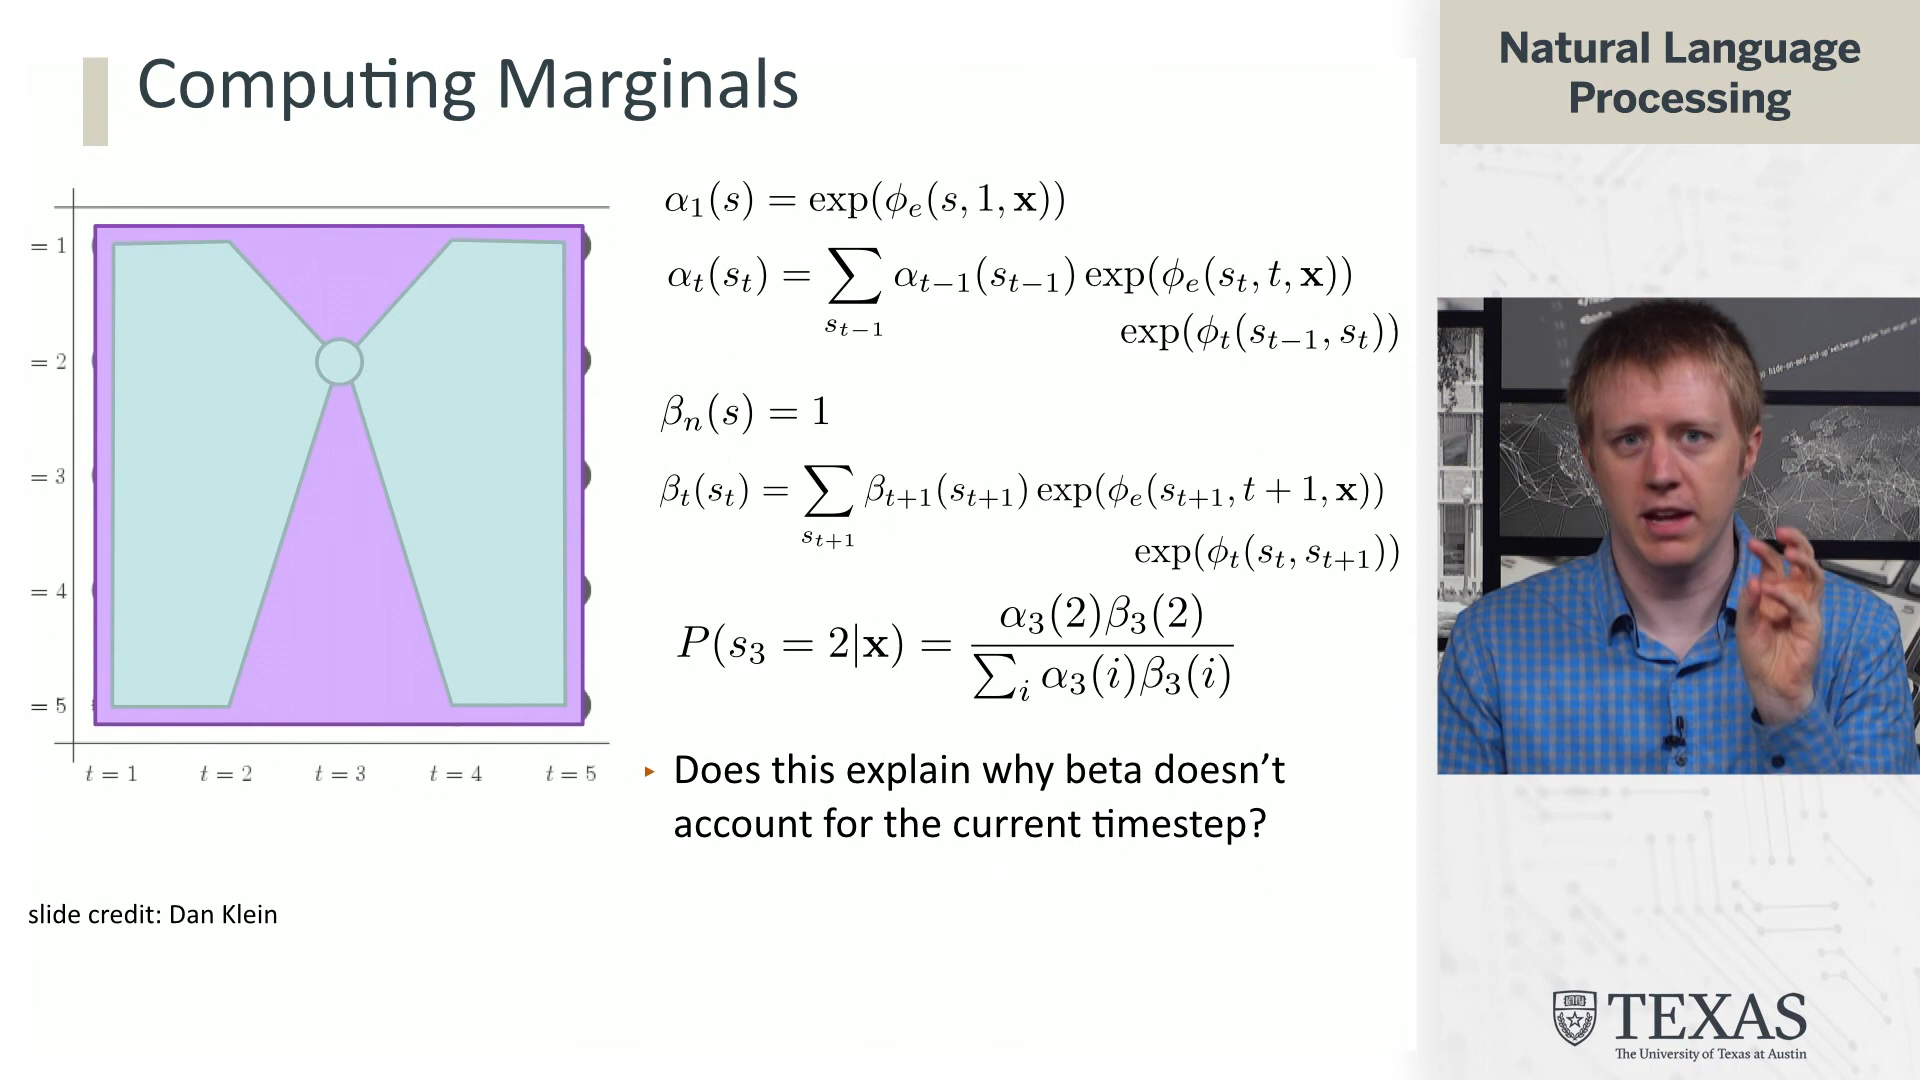 Computing Marginals
Natural Language
Processing
= 1
= 2
= 3
= 4
= 5
t = 1 t = 2 t = 3 t = 4 t = 5
α₁(s) = exp(ϕₑ(s, 1, x))
αₜ(sₜ) = ∑ αₜ₋₁(sₜ₋₁) exp(ϕₑ(sₜ, t, x))
sₜ₋₁
exp(ϕₜ(sₜ₋₁, sₜ))
βₙ(s) = 1
βₜ(sₜ) = ∑ βₜ₊₁(sₜ₊₁) exp(ϕₑ(sₜ₊₁, t + 1, x))
sₜ₊₁
exp(ϕₜ(sₜ, sₜ₊₁))
α₃(2)β₃(2)
P(s₃ = 2|x) =
∑ᵢ α₃(i)β₃(i)
‣ Does this explain why beta doesn’t
account for the current timestep?
slide credit: Dan Klein
TEXAS
The University of Texas at Austin